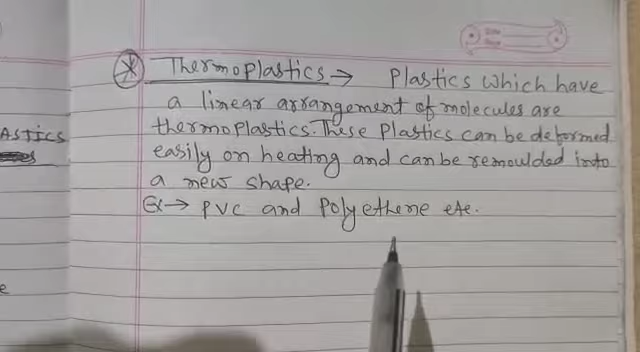 Thermoplastics → Plastics which have
a linear arrangement of molecules are
thermoplastics. These plastics can be deformed
easily on heating and can be remoulded into
a new shape.
Ex → PVC and Polyethene etc.
ASTICS
e